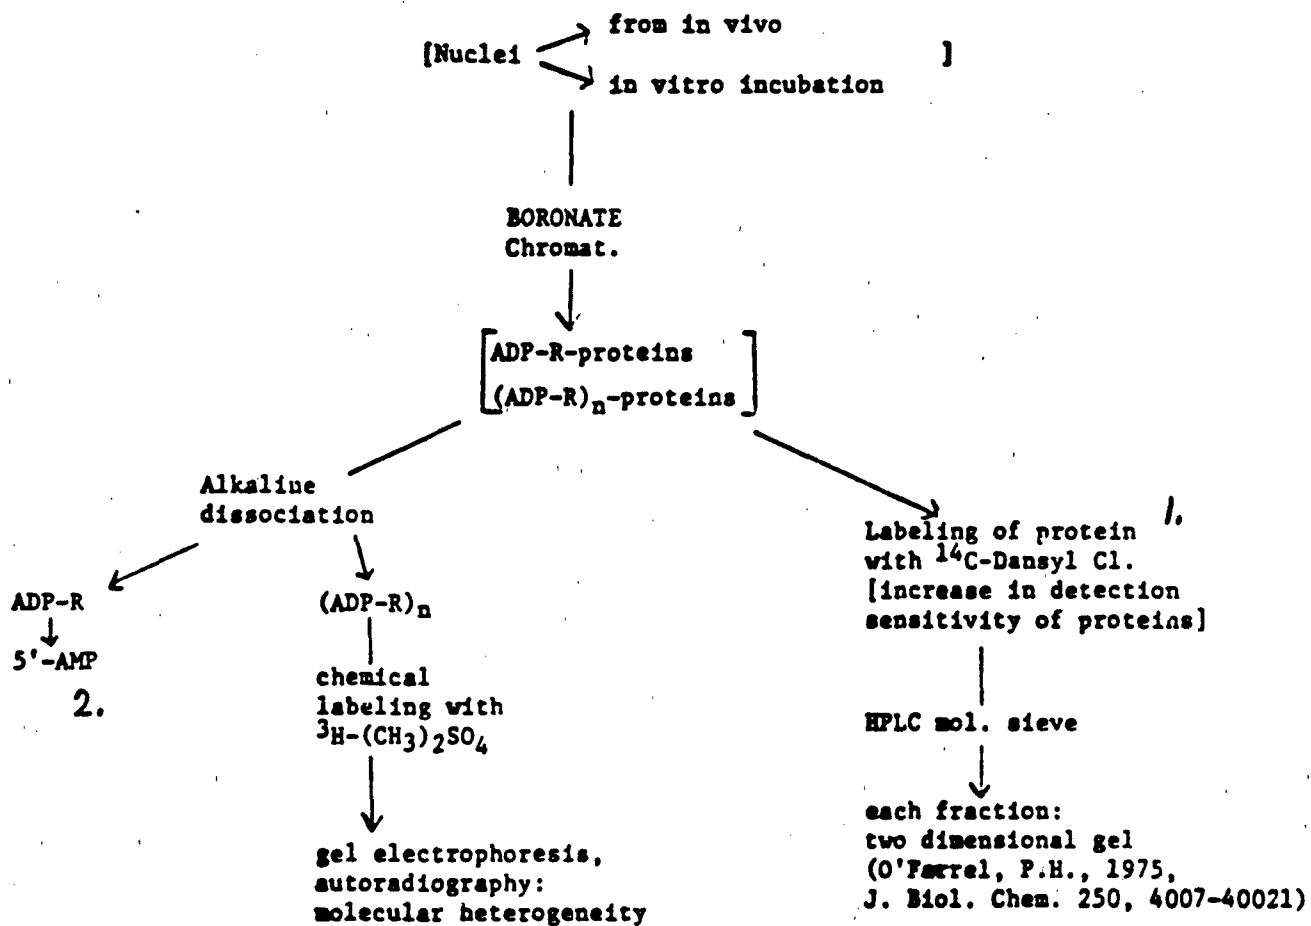 from in vivo
[Nuclei ]
in vitro incubation
BORONATE
Chromat.
ADP-R-proteins
(ADP-R)n-proteins
Alkaline
dissociation
ADP-R
5'-AMP
2.
(ADP-R)n
chemical
labeling with
3H-(CH3)2SO4
gel electrophoresis,
autoradiography:
molecular heterogeneity
1.
Labeling of protein
with 14C-Dansyl Cl.
[increase in detection
sensitivity of proteins]
HPLC mol. sieve
each fraction:
two dimensional gel
(O'Farrel, P.H., 1975,
J. Biol. Chem. 250, 4007-40021)